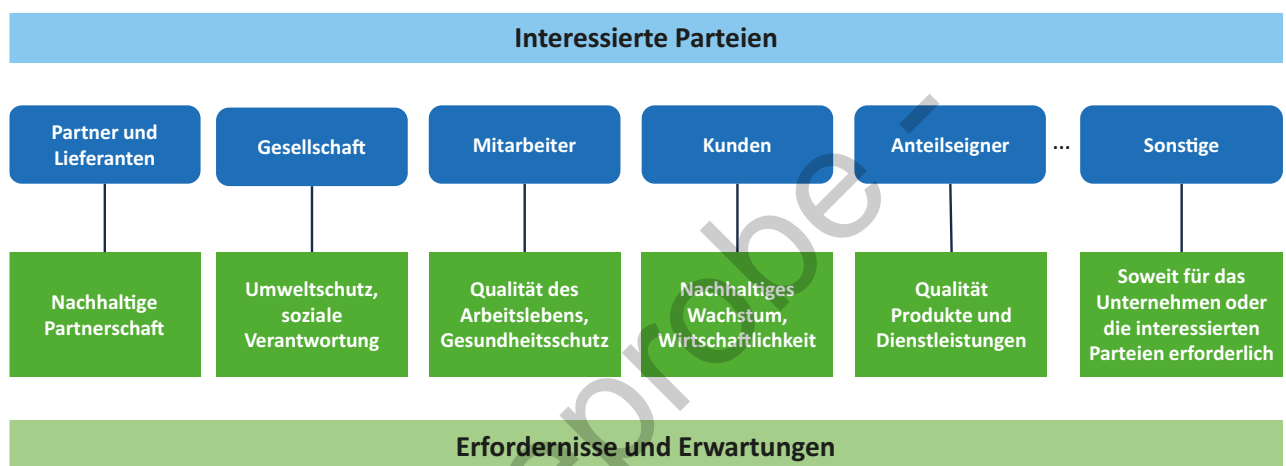 Interessierte Parteien
Partner und
Lieferanten
Gesellschaft
Mitarbeiter
Kunden
Anteilseigner
...
Sonstige
Nachhaltige
Partnerschaft
Umweltschutz,
soziale
Verantwortung
Qualität des
Arbeitslebens,
Gesundheitsschutz
Nachhaltiges
Wachstum,
Wirtschaftlichkeit
Qualität
Produkte und
Dienstleistungen
Soweit für das
Unternehmen oder
die interessierten
Parteien erforderlich
Erfordernisse und Erwartungen
eprobe -